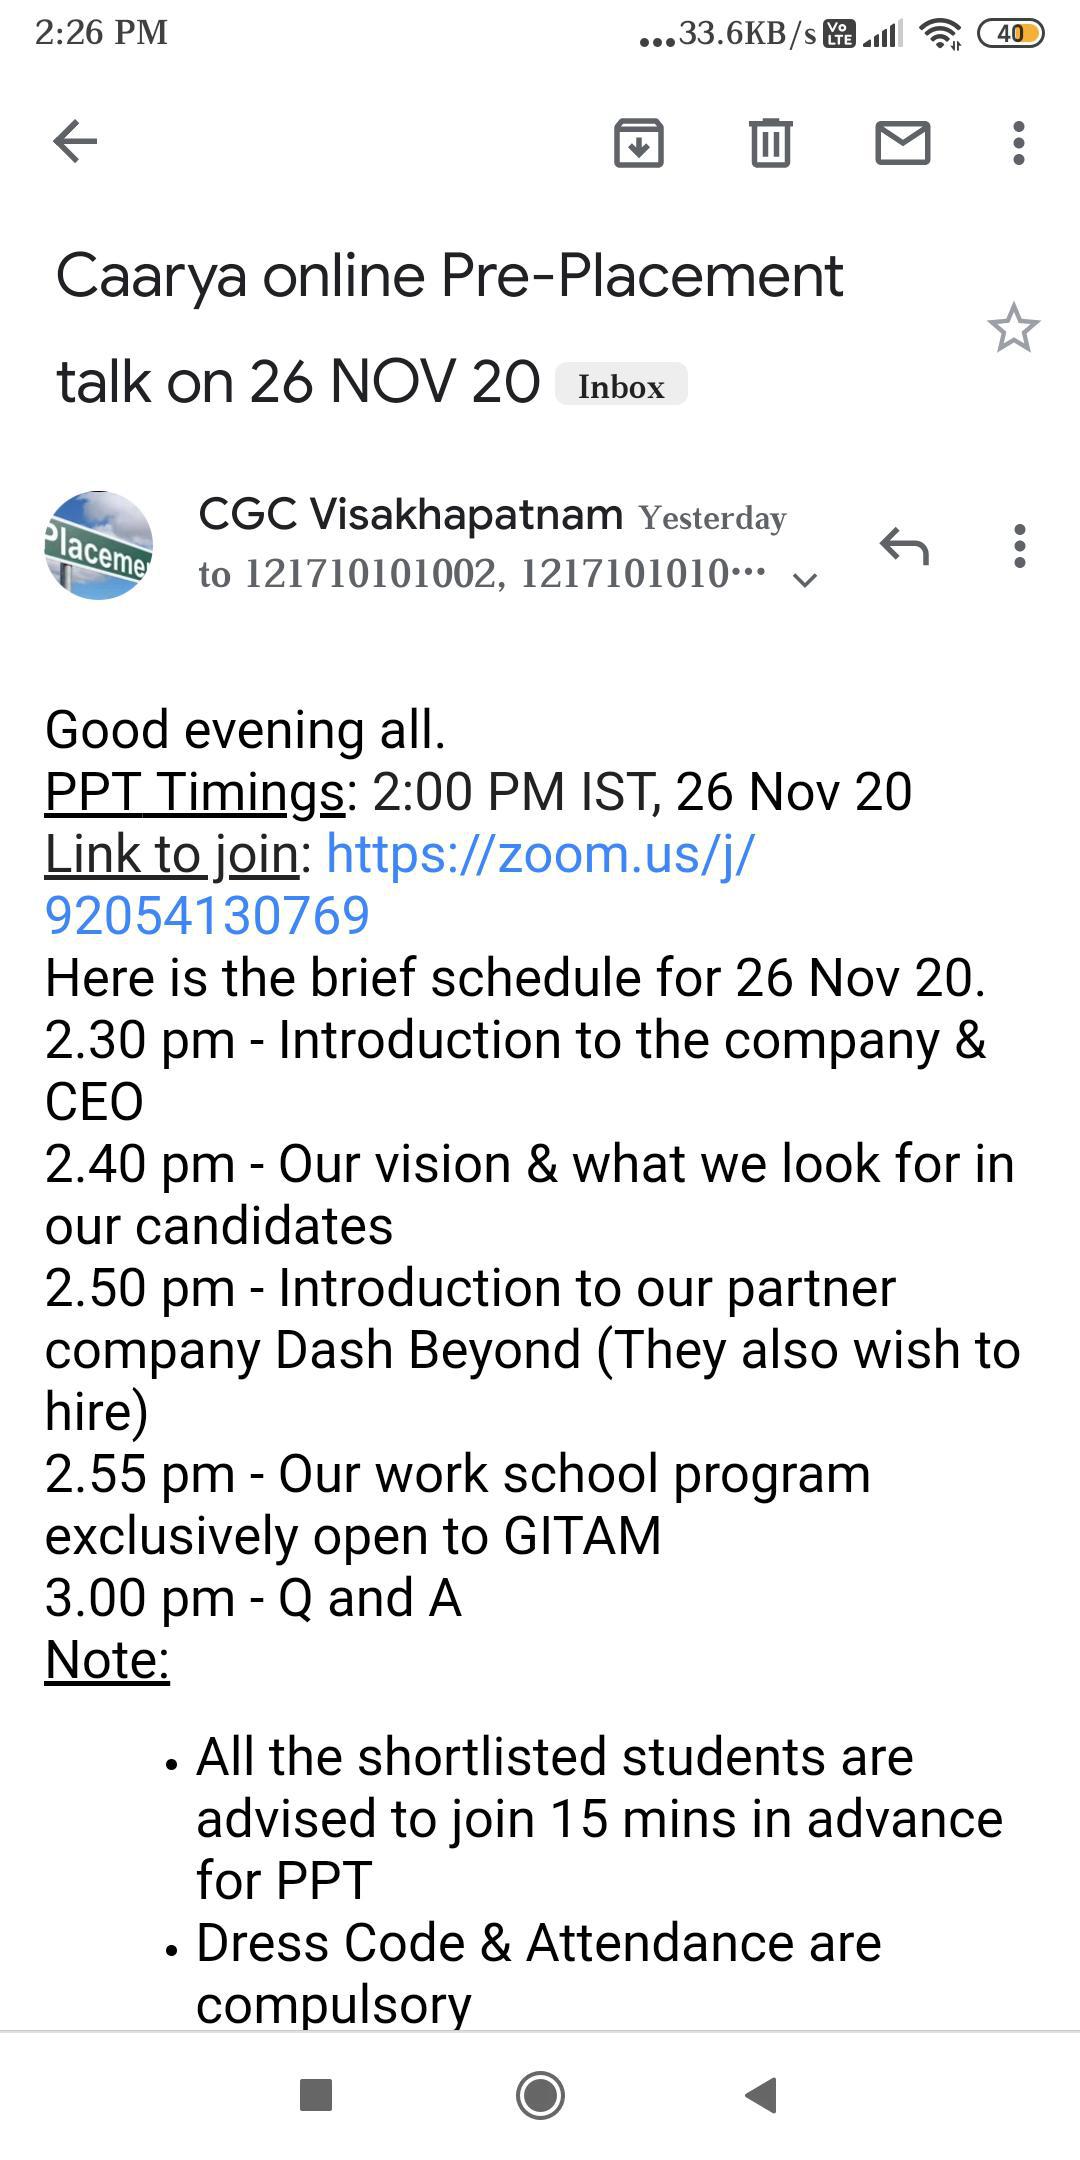 2:26 PM
...33.6KB/s Vo LTE 40
Caarya online Pre-Placement
talk on 26 NOV 20 Inbox
Placeme
CGC Visakhapatnam Yesterday
to 121710101002, 1217101010...
Good evening all.
PPT Timings: 2:00 PM IST, 26 Nov 20
Link to join: https://zoom.us/j/
92054130769
Here is the brief schedule for 26 Nov 20.
2.30 pm - Introduction to the company &
CEO
2.40 pm - Our vision & what we look for in
our candidates
2.50 pm - Introduction to our partner
company Dash Beyond (They also wish to
hire)
2.55 pm - Our work school program
exclusively open to GITAM
3.00 pm - Q and A
Note:
• All the shortlisted students are
advised to join 15 mins in advance
for PPT
• Dress Code & Attendance are
compulsory